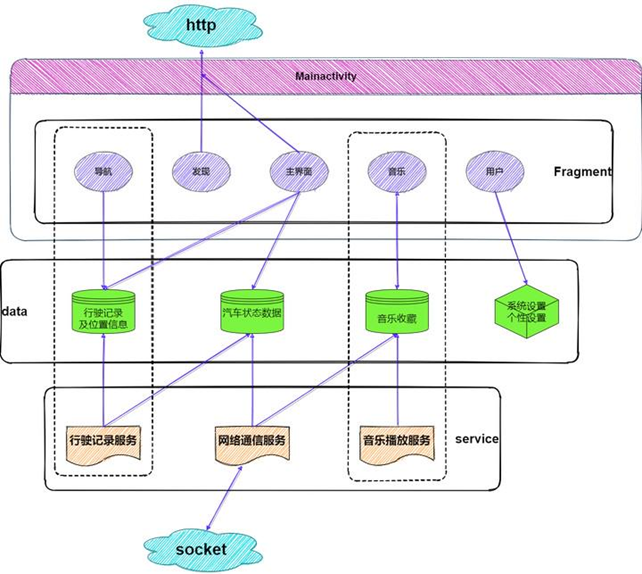 http
Mainactivity
导航
发现
主界面
音乐
用户
Fragment
data
行驶记录
及位置信息
汽车状态数据
音乐收藏
系统设置
个性设置
行驶记录服务
网络通信服务
音乐播放服务
service
socket